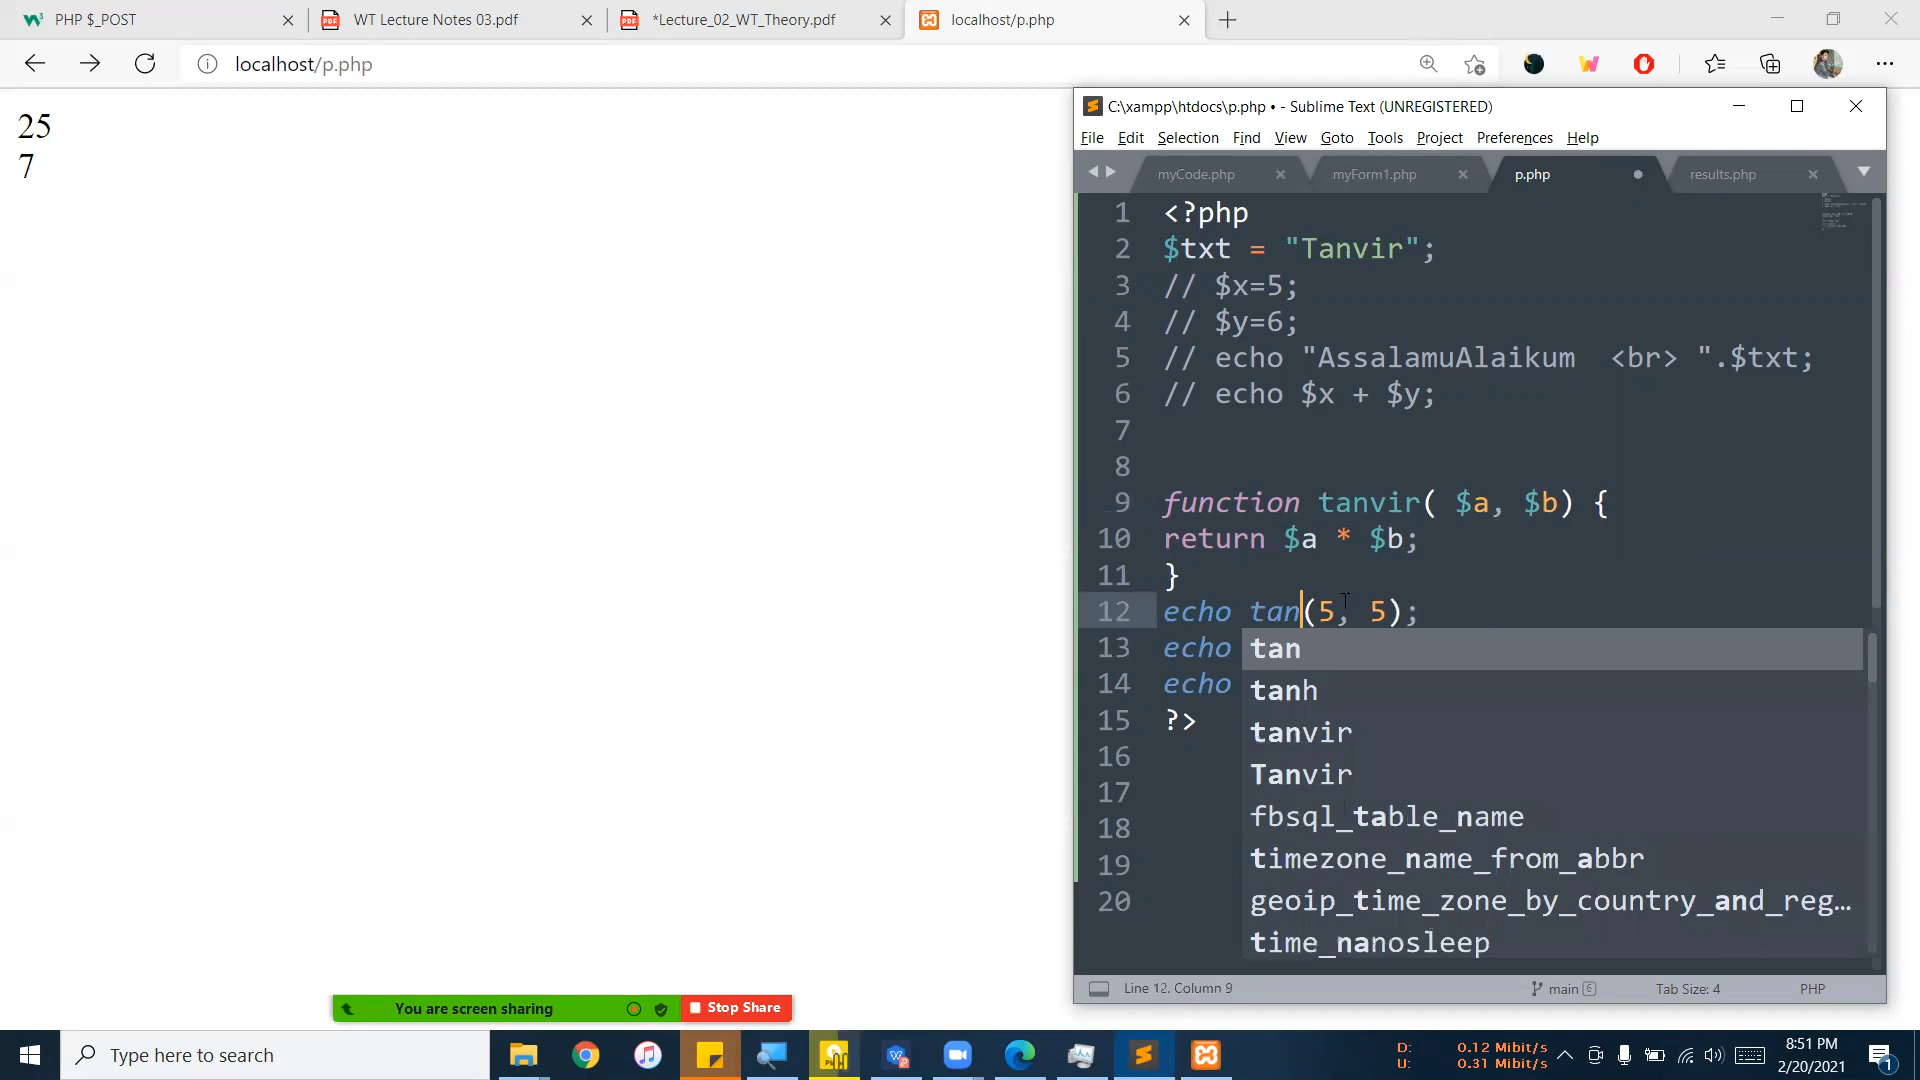 PHP $_POST
WT Lecture Notes 03.pdf
*Lecture_02_WT_Theory.pdf
localhost/p.php
localhost/p.php
25
7
C:\xampp\htdocs\p.php • - Sublime Text (UNREGISTERED)
File Edit Selection Find View Goto Tools Project Preferences Help
myCode.php
myForm1.php
p.php
results.php
1 <?php
2 $txt = "Tanvir";
3 // $x=5;
4 // $y=6;
5 // echo "AssalamuAlaikum  <br> ".$txt;
6 // echo $x + $y;
7
8
9 function tanvir( $a, $b) {
10 return $a * $b;
11 }
12 echo tan(5, 5);
13 echo
14 echo
15 ?>
16
17
18
19
20
tan
tanh
tanvir
Tanvir
fbsql_table_name
timezone_name_from_abbr
geoip_time_zone_by_country_and_reg...
time_nanosleep
Line 12, Column 9
main 6
Tab Size: 4
PHP
You are screen sharing
Stop Share
Type here to search
D: 0.12 Mibit/s
U: 0.31 Mibit/s
8:51 PM
2/20/2021
1